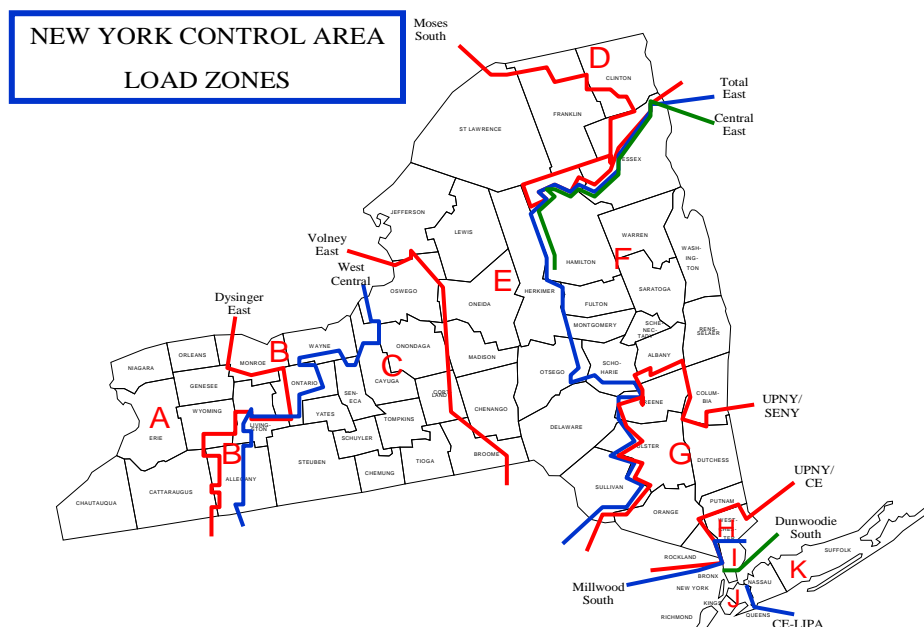 NEW YORK CONTROL AREA
LOAD ZONES
Moses
South
D
CLINTON
Total
East
Central
East
FRANKLIN
ST LAWRENCE
ESSEX
JEFFERSON
LEWIS
WARREN
WASH-
ING-
TON
Volney
East
West
Central
HAMILTON
F
E
OSWEGO
HERKIMER
SARATOGA
ONEIDA
FULTON
Dysinger
East
MONTGOMERY
SCHE-
NEC-
TADY
RENS-
SELAER
NIAGARA
ORLEANS
MONROE
B
WAYNE
ONONDAGA
MADISON
ALBANY
GENESEE
ONTARIO
C
CAYUGA
SCHO-
HARIE
OTSEGO
SEN-
ECA
CORT
LAND
COLUM-
BIA
UPNY/
SENY
A
WYOMING
LIVING-
STON
YATES
TOMPKINS
CHENANGO
GREENE
ERIE
DELAWARE
SCHUYLER
ULSTER
G
B
STEUBEN
CHEMUNG
TIOGA
BROOME
DUTCHESS
CHAUTAUQUA
CATTARAUGUS
ALLEGANY
SULLIVAN
UPNY/
CE
PUTNAM
ORANGE
WEST-
CHES-
TER
H
Dunwoodie
South
ROCKLAND
I
SUFFOLK
K
BRONX
NASSAU
Millwood
South
NEW YORK
J
KINGS
QUEENS
RICHMOND
CE-LIPA